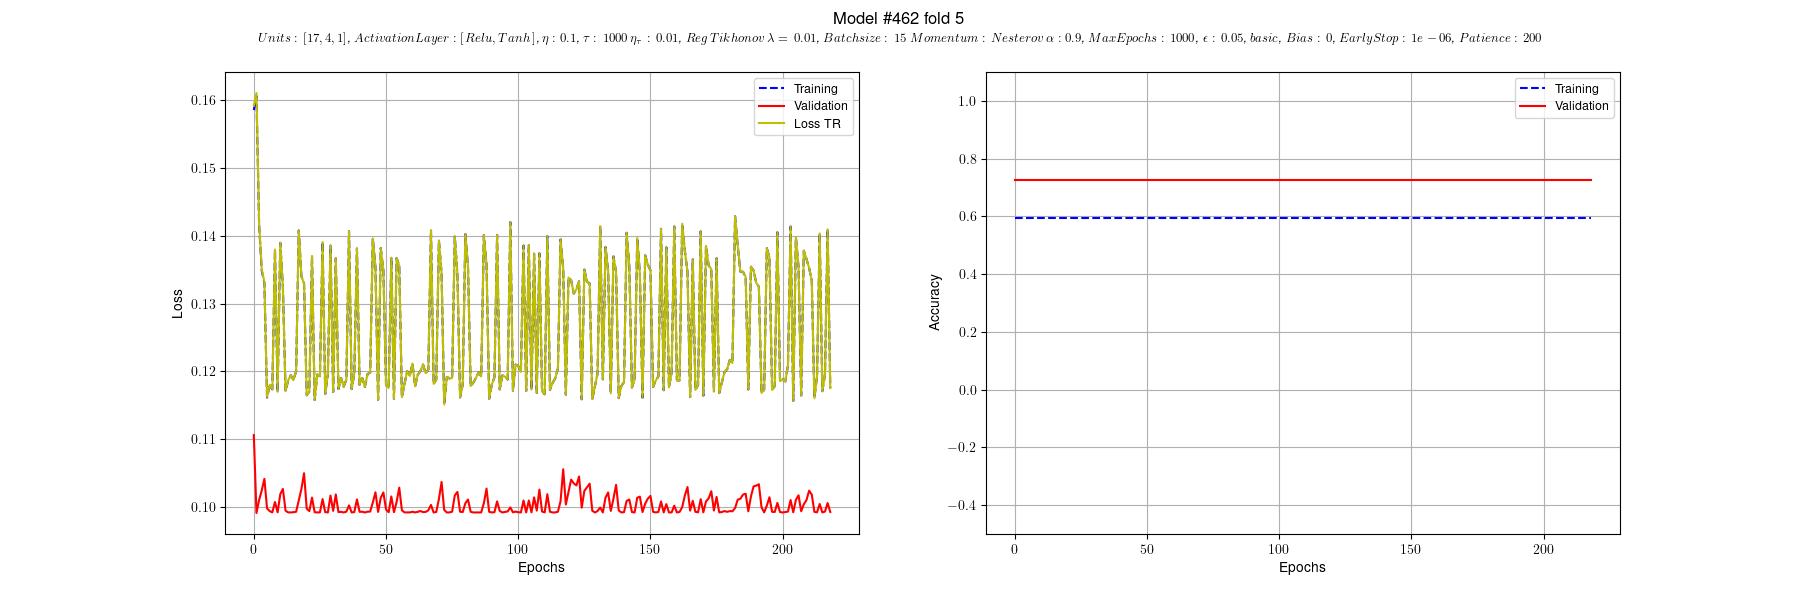 Model #462 fold 5
Units : [17, 4, 1], ActivationLayer : [Relu, Tanh], η : 0.1, τ : 1000 η_τ : 0.01, Reg Tikhonov λ = 0.01, Batchsize : 15 Momentum : Nesterov α : 0.9, MaxEpochs : 1000, ϵ : 0.05, basic, Bias : 0, EarlyStop : 1e − 06, Patience : 200
Training
Validation
Loss TR
0.16
0.15
0.14
0.13
0.12
0.11
0.10
Loss
0
50
100
150
200
Epochs
Training
Validation
1.0
0.8
0.6
0.4
0.2
0.0
−0.2
−0.4
Accuracy
0
50
100
150
200
Epochs